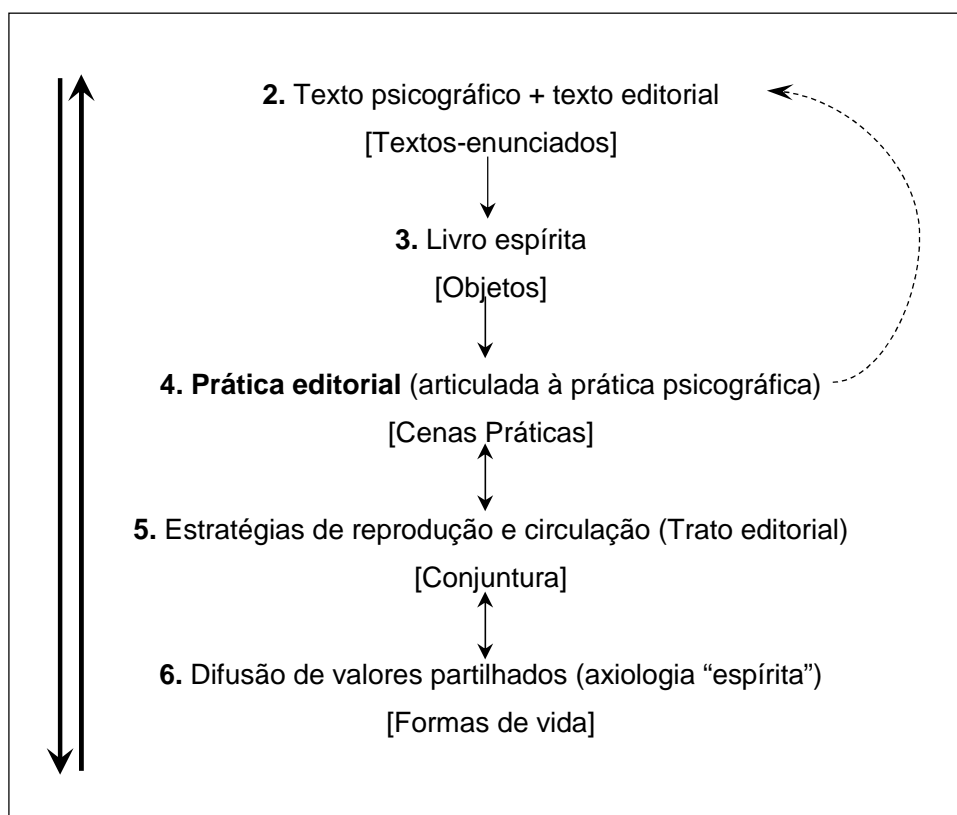 2. Texto psicográfico + texto editorial
[Textos-enunciados]
3. Livro espírita
[Objetos]
4. Prática editorial (articulada à prática psicográfica)
[Cenas Práticas]
5. Estratégias de reprodução e circulação (Trato editorial)
[Conjuntura]
6. Difusão de valores partilhados (axiologia “espírita”)
[Formas de vida]